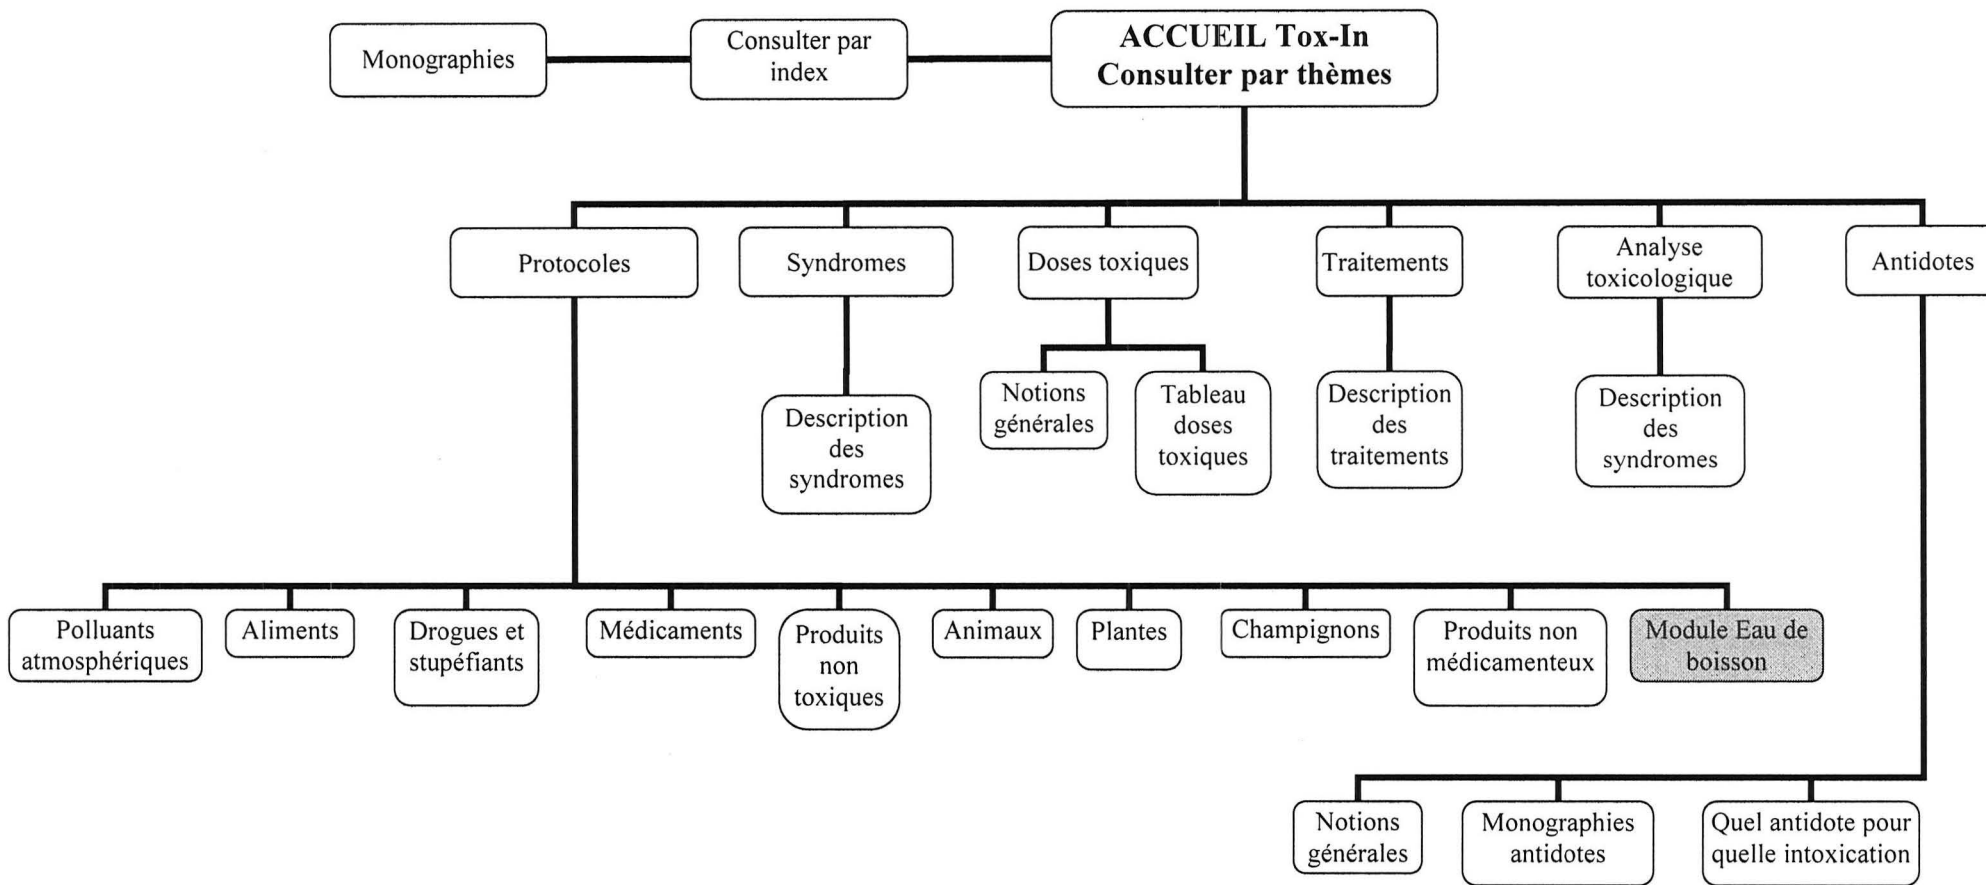 Monographies
Consulter par
index
ACCUEIL Tox-In
Consulter par thèmes
Protocoles
Syndromes
Doses toxiques
Traitements
Analyse
toxicologique
Antidotes
Description
des
syndromes
Notions
générales
Tableau
doses
toxiques
Description
des
traitements
Description
des
syndromes
Polluants
atmosphériques
Aliments
Drogues et
stupéfiants
Médicaments
Produits
non
toxiques
Animaux
Plantes
Champignons
Produits non
médicamenteux
Module Eau de
boisson
Notions
générales
Monographies
antidotes
Quel antidote pour
quelle intoxication